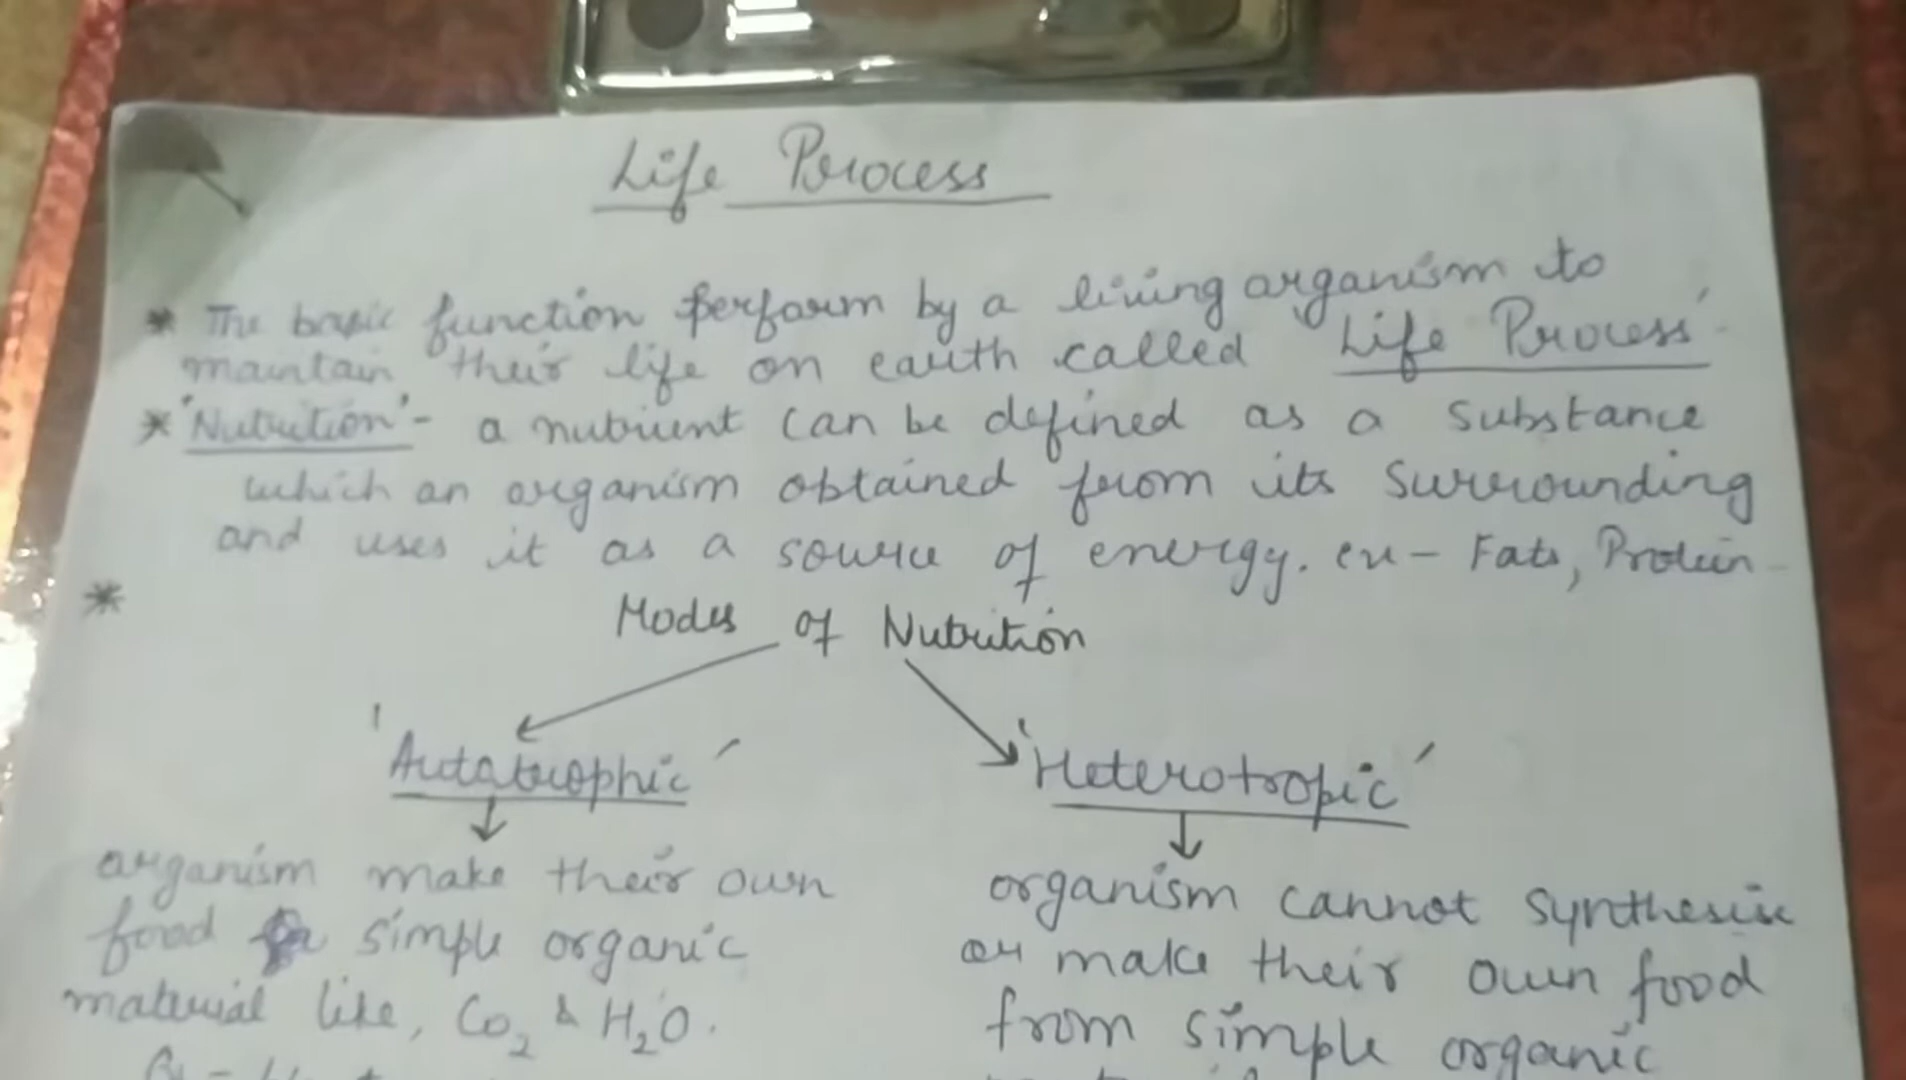 Life Process
* The basic function perform by a living organism to
maintain their life on earth called 'Life Process'
* 'Nutrition' - a nutrient can be defined as a substance
which an organism obtained from its surrounding
and uses it as a source of energy. ex - Fats, Protein
*
Modes of Nutrition
'Autotrophic'
'Heterotropic'
organism make their own
food simple organic
material like, Co2 & H2O.
organism cannot synthesis
or make their own food
from simple organic